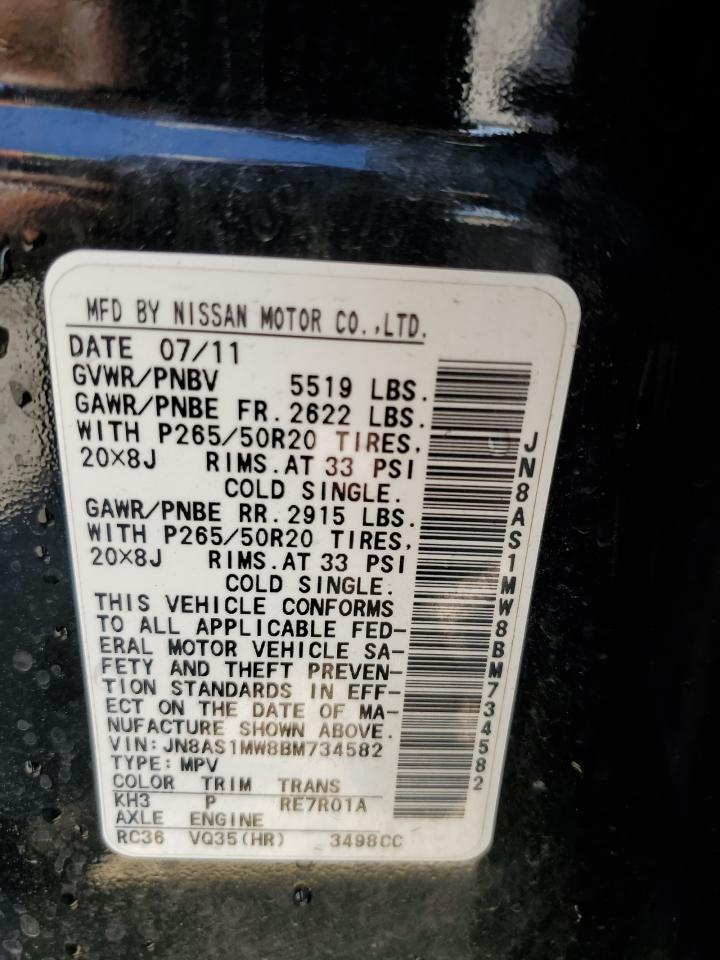 MFD BY NISSAN MOTOR CO.,LTD.
DATE 07/11
GVWR/PNBV 5519 LBS.
GAWR/PNBE FR. 2622 LBS.
WITH P265/50R20 TIRES,
20×8J RIMS.AT 33 PSI
COLD SINGLE.
GAWR/PNBE RR. 2915 LBS.
WITH P265/50R20 TIRES,
20×8J RIMS.AT 33 PSI
COLD SINGLE.
THIS VEHICLE CONFORMS
TO ALL APPLICABLE FED-
ERAL MOTOR VEHICLE SA-
FETY AND THEFT PREVEN-
TION STANDARDS IN EFF-
ECT ON THE DATE OF MA-
NUFACTURE SHOWN ABOVE.
VIN:JN8AS1MW8BM734582
TYPE:MPV
COLOR TRIM TRANS
KH3 P RE7R01A
AXLE ENGINE
RC36 VQ35(HR) 3498CC
JN8AS1MW8BM734582